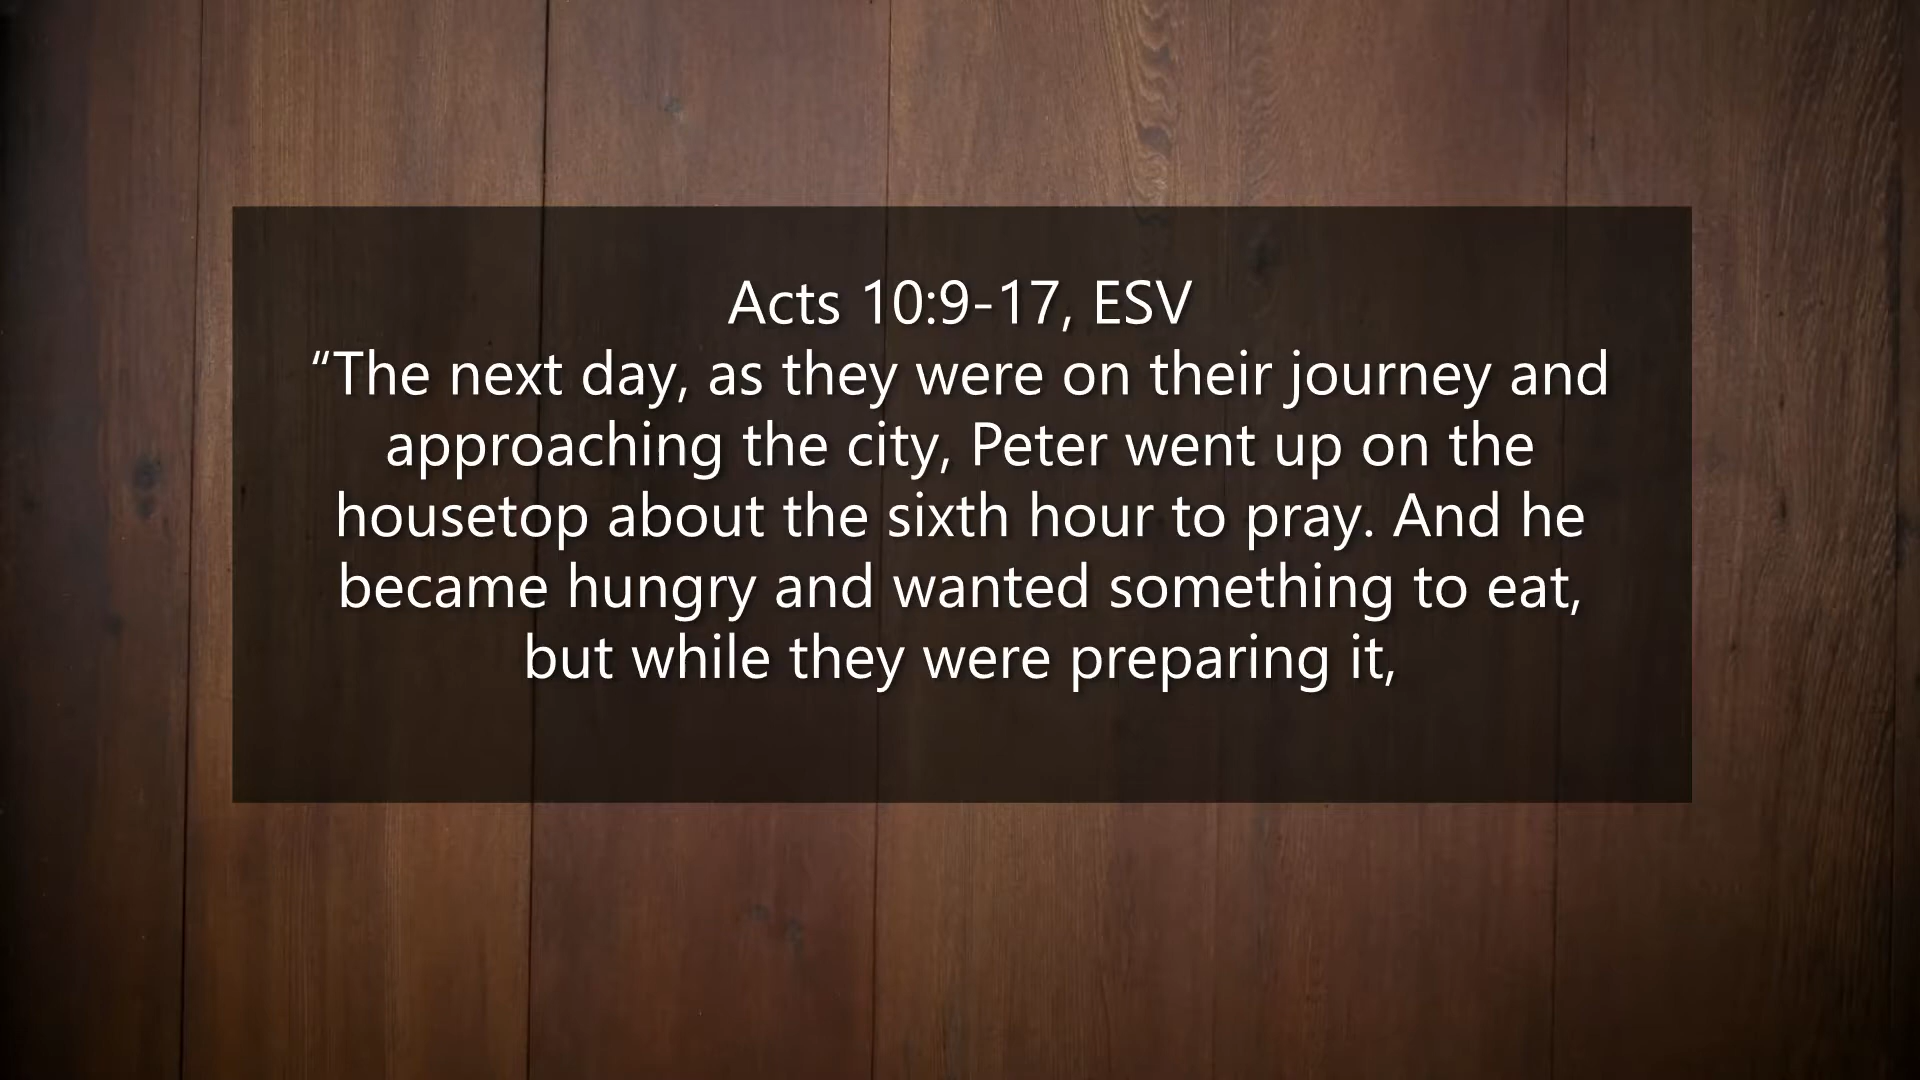 Acts 10:9-17, ESV
“The next day, as they were on their journey and
approaching the city, Peter went up on the
housetop about the sixth hour to pray. And he
became hungry and wanted something to eat,
but while they were preparing it,